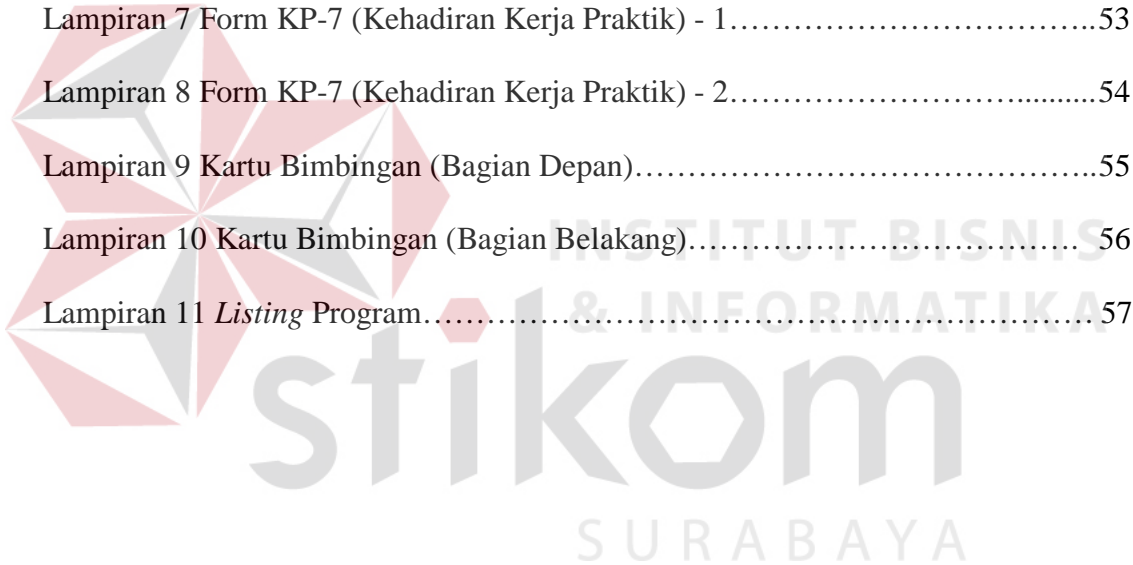 Lampiran 7 Form KP-7 (Kehadiran Kerja Praktik) - 1…………………………..53
Lampiran 8 Form KP-7 (Kehadiran Kerja Praktik) - 2……………………...........54
Lampiran 9 Kartu Bimbingan (Bagian Depan)……………………………….…..55
Lampiran 10 Kartu Bimbingan (Bagian Belakang)…………………………… 56
Lampiran 11 Listing Program…………………………………………………57
INSTITUT BISNIS
& INFORMATIKA
stikom
SURABAYA